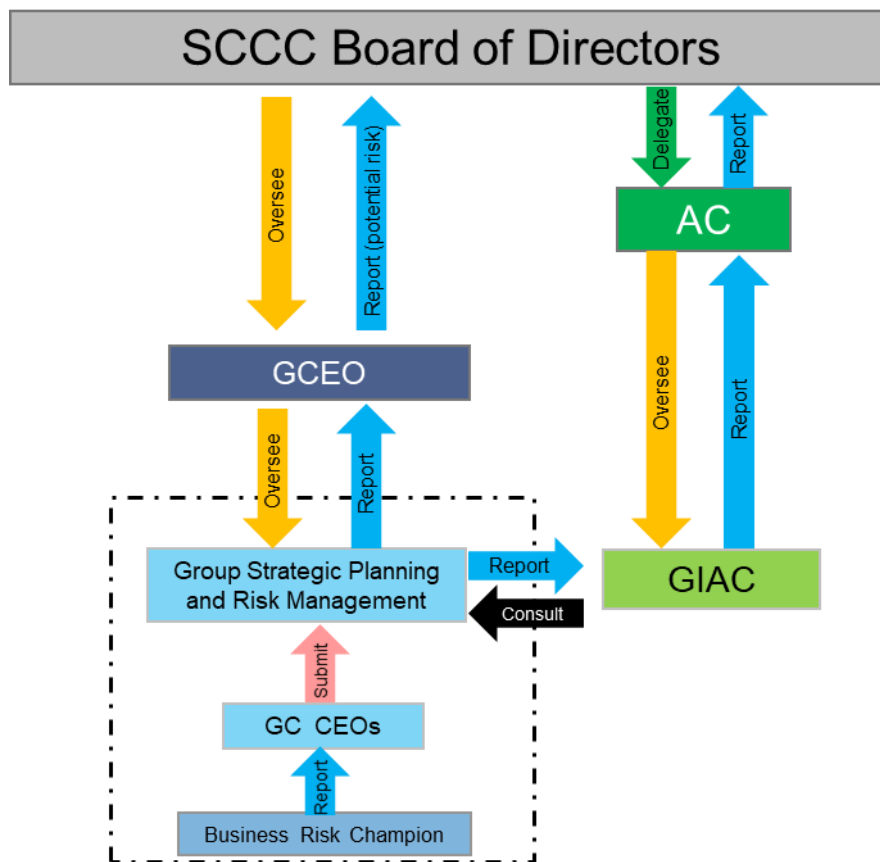 SCCC Board of Directors
Oversee
Report (potential risk)
Delegate
Report
AC
GCEO
Oversee
Report
Oversee
Report
Group Strategic Planning
and Risk Management
Report
Consult
GIAC
Submit
GC CEOs
Report
Business Risk Champion